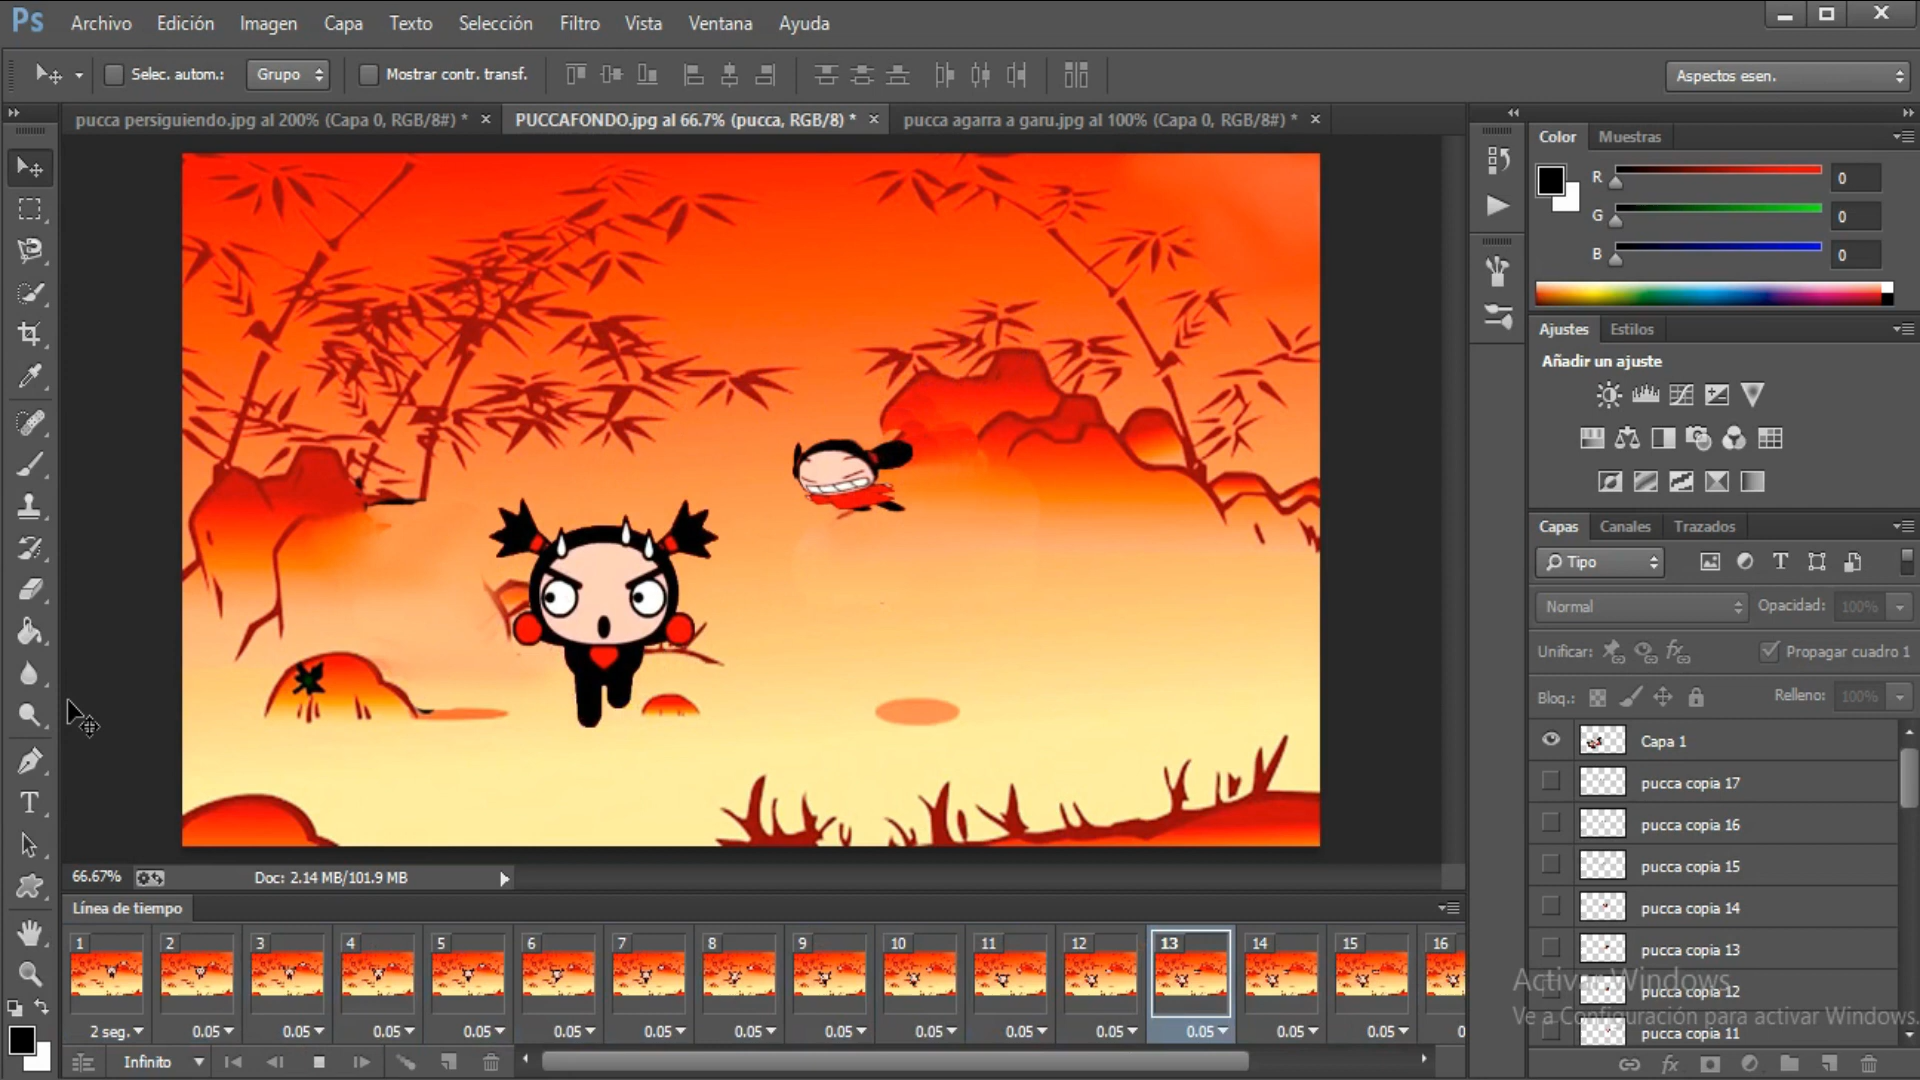 Ps Archivo Edición Imagen Capa Texto Selección Filtro Vista Ventana Ayuda
Selec. autom.: Grupo Mostrar contr. transf. Aspectos esen.
pucca persiguiendo.jpg al 200% (Capa 0, RGB/8#) * PUCCAFONDO.jpg al 66.7% (pucca, RGB/8) * pucca agarra a garu.jpg al 100% (Capa 0, RGB/8#) *
Color Muestras
R 0
G 0
B 0
Ajustes Estilos
Añadir un ajuste
Capas Canales Trazados
Tipo
Normal Opacidad: 100%
Unificar: Propagar cuadro 1
Bloq.: Relleno: 100%
Capa 1
pucca copia 17
pucca copia 16
pucca copia 15
pucca copia 14
pucca copia 13
pucca copia 12
pucca copia 11
Activar Windows
Ve a Configuración para activar Windows.
66.67% Doc: 2.14 MB/101.9 MB
Línea de tiempo
1 2 3 4 5 6 7 8 9 10 11 12 13 14 15 16
2 seg. 0.05 0.05 0.05 0.05 0.05 0.05 0.05 0.05 0.05 0.05 0.05 0.05 0.05 0.05 0
Infinito